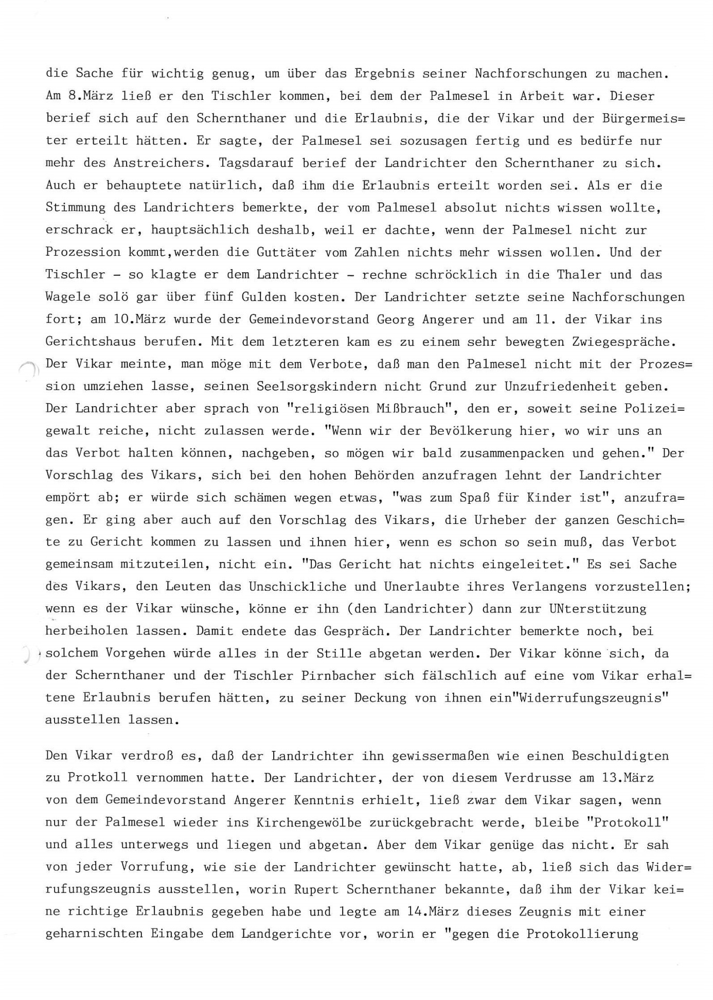 die Sache für wichtig genug, um über das Ergebnis seiner Nachforschungen zu machen.
Am 8.März ließ er den Tischler kommen, bei dem der Palmesel in Arbeit war. Dieser
berief sich auf den Schernthaner und die Erlaubnis, die der Vikar und der Bürgermeis=
ter erteilt hätten. Er sagte, der Palmesel sei sozusagen fertig und es bedürfe nur
mehr des Anstreichers. Tagsdarauf berief der Landrichter den Schernthaner zu sich.
Auch er behauptete natürlich, daß ihm die Erlaubnis erteilt worden sei. Als er die
Stimmung des Landrichters bemerkte, der vom Palmesel absolut nichts wissen wollte,
erschrack er, hauptsächlich deshalb, weil er dachte, wenn der Palmesel nicht zur
Prozession kommt,werden die Guttäter vom Zahlen nichts mehr wissen wollen. Und der
Tischler - so klagte er dem Landrichter - rechne schröcklich in die Thaler und das
Wagele solö gar über fünf Gulden kosten. Der Landrichter setzte seine Nachforschungen
fort; am 10.März wurde der Gemeindevorstand Georg Angerer und am 11. der Vikar ins
Gerichtshaus berufen. Mit dem letzteren kam es zu einem sehr bewegten Zwiegespräche.
Der Vikar meinte, man möge mit dem Verbote, daß man den Palmesel nicht mit der Prozes=
sion umziehen lasse, seinen Seelsorgskindern nicht Grund zur Unzufriedenheit geben.
Der Landrichter aber sprach von "religiösen Mißbrauch", den er, soweit seine Polizei=
gewalt reiche, nicht zulassen werde. "Wenn wir der Bevölkerung hier, wo wir uns an
das Verbot halten können, nachgeben, so mögen wir bald zusammenpacken und gehen." Der
Vorschlag des Vikars, sich bei den hohen Behörden anzufragen lehnt der Landrichter
empört ab; er würde sich schämen wegen etwas, "was zum Spaß für Kinder ist", anzufra=
gen. Er ging aber auch auf den Vorschlag des Vikars, die Urheber der ganzen Geschich=
te zu Gericht kommen zu lassen und ihnen hier, wenn es schon so sein muß, das Verbot
gemeinsam mitzuteilen, nicht ein. "Das Gericht hat nichts eingeleitet." Es sei Sache
des Vikars, den Leuten das Unschickliche und Unerlaubte ihres Verlangens vorzustellen;
wenn es der Vikar wünsche, könne er ihn (den Landrichter) dann zur UNterstützung
herbeiholen lassen. Damit endete das Gespräch. Der Landrichter bemerkte noch, bei
solchem Vorgehen würde alles in der Stille abgetan werden. Der Vikar könne sich, da
der Schernthaner und der Tischler Pirnbacher sich fälschlich auf eine vom Vikar erhal=
tene Erlaubnis berufen hätten, zu seiner Deckung von ihnen ein"Widerrufungszeugnis"
ausstellen lassen.
Den Vikar verdroß es, daß der Landrichter ihn gewissermaßen wie einen Beschuldigten
zu Protkoll vernommen hatte. Der Landrichter, der von diesem Verdrusse am 13.März
von dem Gemeindevorstand Angerer Kenntnis erhielt, ließ zwar dem Vikar sagen, wenn
nur der Palmesel wieder ins Kirchengewölbe zurückgebracht werde, bleibe "Protokoll"
und alles unterwegs und liegen und abgetan. Aber dem Vikar genüge das nicht. Er sah
von jeder Vorrufung, wie sie der Landrichter gewünscht hatte, ab, ließ sich das Wider=
rufungszeugnis ausstellen, worin Rupert Schernthaner bekannte, daß ihm der Vikar kei=
ne richtige Erlaubnis gegeben habe und legte am 14.März dieses Zeugnis mit einer
geharnischten Eingabe dem Landgerichte vor, worin er "gegen die Protokollierung